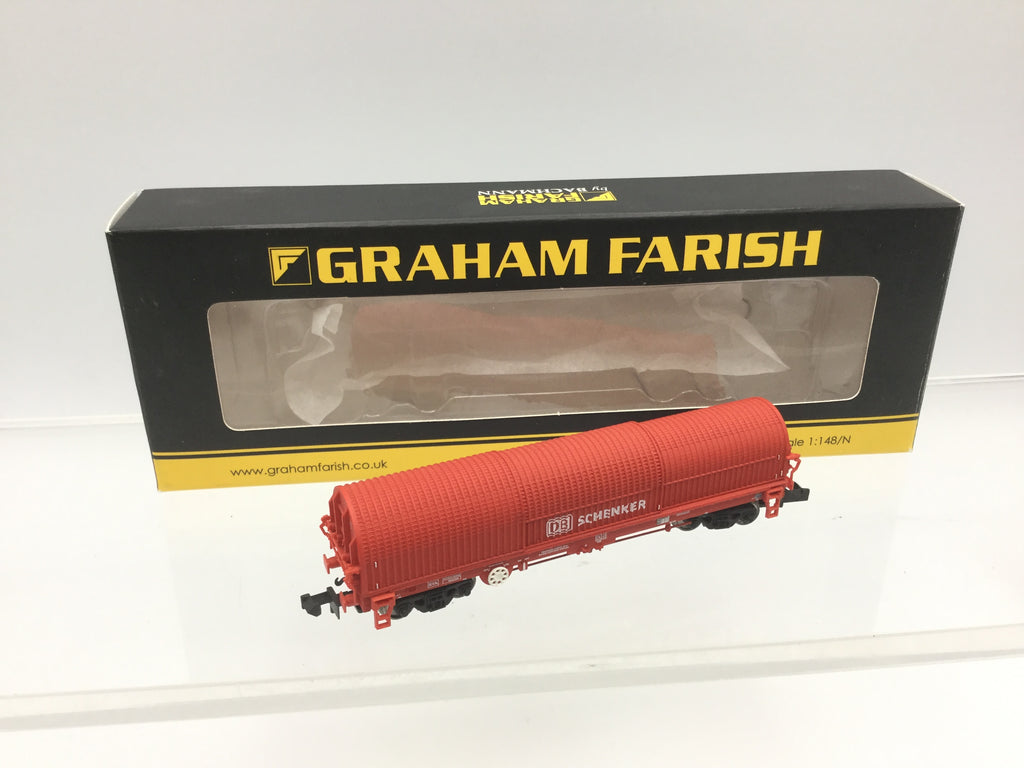 GRAHAM
FARISH
by BACHMANN
GRAHAM FARISH
www.grahamfarish.co.uk
ale 1:148/N
DB SCHENKER